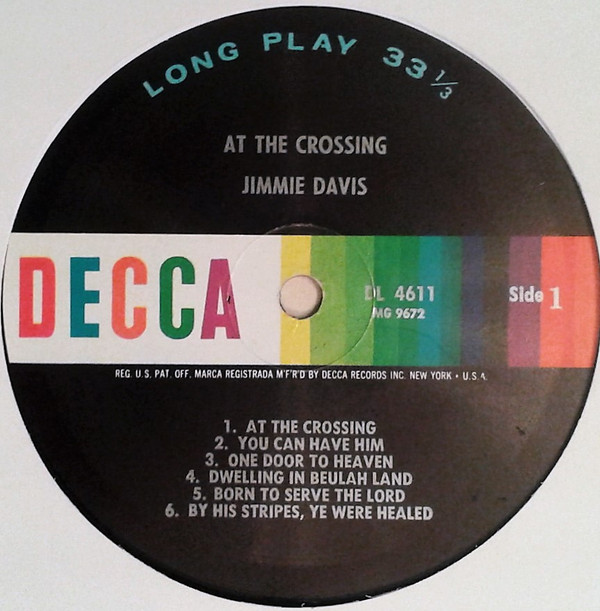 LONG PLAY 33 1/3
AT THE CROSSING
JIMMIE DAVIS
DECCA
DL 4611
MG 9672
Side 1
REG. U.S. PAT. OFF. MARCA REGISTRADA M'F'R'D BY DECCA RECORDS INC. NEW YORK • U.S.A.
1. AT THE CROSSING
2. YOU CAN HAVE HIM
3. ONE DOOR TO HEAVEN
4. DWELLING IN BEULAH LAND
5. BORN TO SERVE THE LORD
6. BY HIS STRIPES, YE WERE HEALED